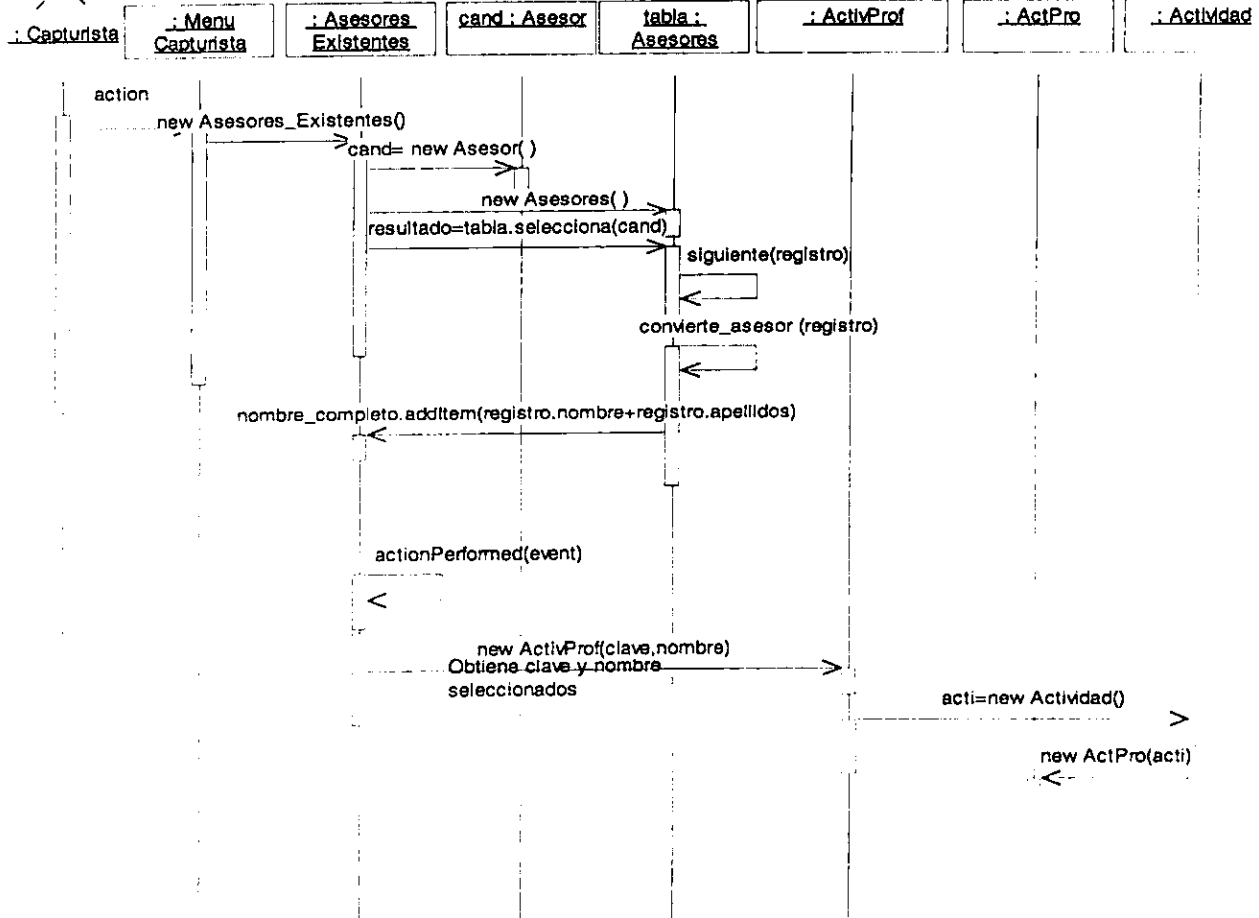 : Capturista
: Menu
Capturista
: Asesores
Existentes
cand : Asesor
tabla :
Asesores
: ActivProf
: ActPro
: Actividad
action
new Asesores_Existentes()
cand= new Asesor( )
new Asesores( )
resultado=tabla.selecciona(cand)
siguiente(registro)
convierte_asesor (registro)
nombre_completo.addItem(registro.nombre+registro.apellidos)
actionPerformed(event)
new ActivProf(clave,nombre)
Obtiene clave y nombre
seleccionados
acti=new Actividad()
new ActPro(acti)